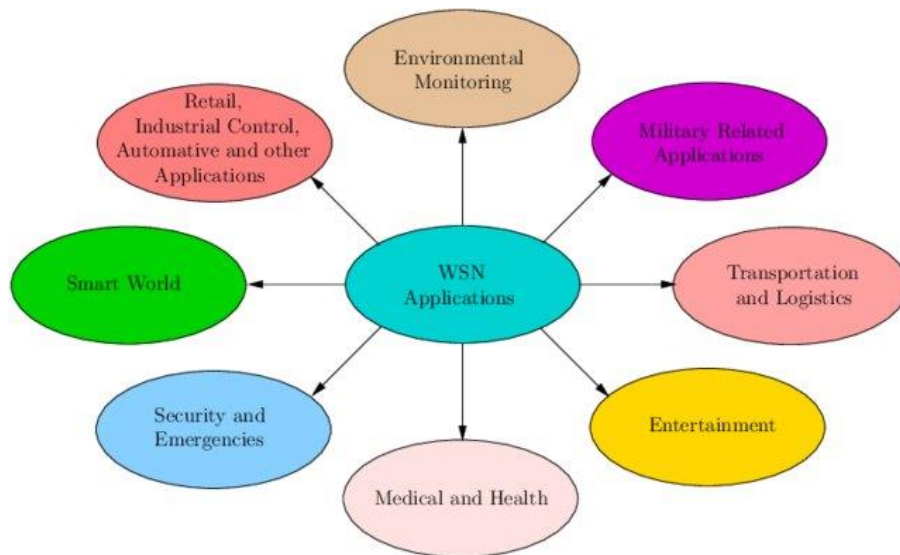 Environmental
Monitoring
Retail,
Industrial Control,
Automative and other
Applications
Military Related
Applications
Smart World
WSN
Applications
Transportation
and Logistics
Security and
Emergencies
Entertainment
Medical and Health